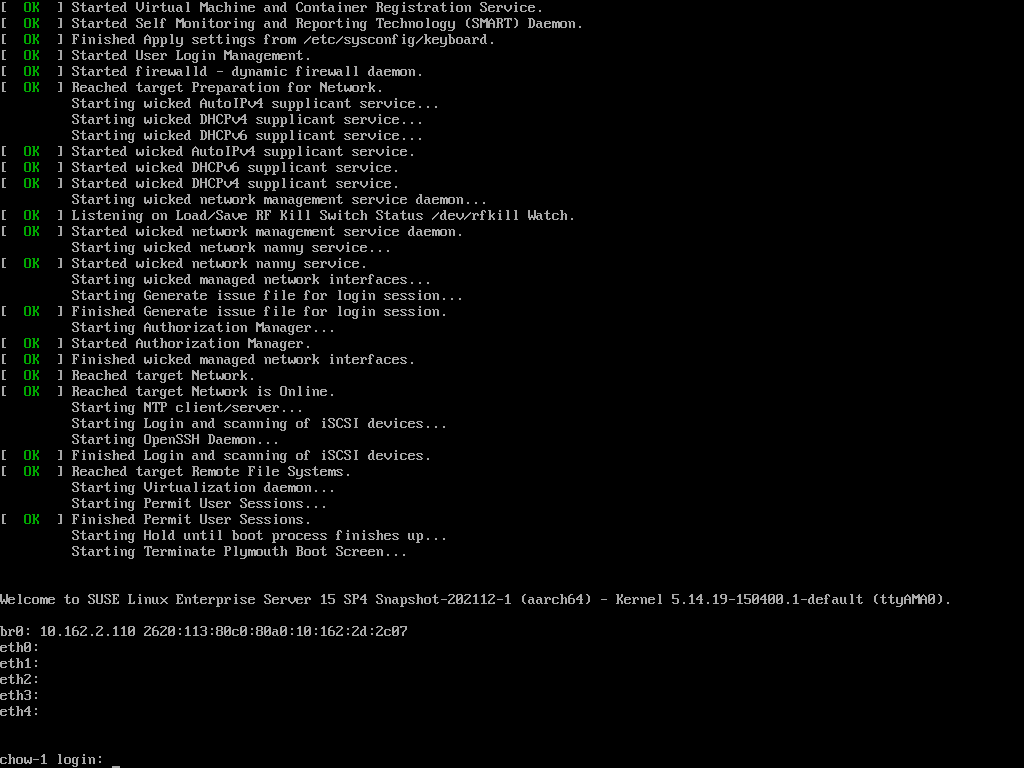 [  OK  ] Started Virtual Machine and Container Registration Service.
[  OK  ] Started Self Monitoring and Reporting Technology (SMART) Daemon.
[  OK  ] Finished Apply settings from /etc/sysconfig/keyboard.
[  OK  ] Started User Login Management.
[  OK  ] Started firewalld - dynamic firewall daemon.
[  OK  ] Reached target Preparation for Network.
         Starting wicked AutoIPv4 supplicant service...
         Starting wicked DHCPv4 supplicant service...
         Starting wicked DHCPv6 supplicant service...
[  OK  ] Started wicked AutoIPv4 supplicant service.
[  OK  ] Started wicked DHCPv6 supplicant service.
[  OK  ] Started wicked DHCPv4 supplicant service.
         Starting wicked network management service daemon...
[  OK  ] Listening on Load/Save RF Kill Switch Status /dev/rfkill Watch.
[  OK  ] Started wicked network management service daemon.
         Starting wicked network nanny service...
[  OK  ] Started wicked network nanny service.
         Starting wicked managed network interfaces...
         Starting Generate issue file for login session...
[  OK  ] Finished Generate issue file for login session.
         Starting Authorization Manager...
[  OK  ] Started Authorization Manager.
[  OK  ] Finished wicked managed network interfaces.
[  OK  ] Reached target Network.
[  OK  ] Reached target Network is Online.
         Starting NTP client/server...
         Starting Login and scanning of iSCSI devices...
         Starting OpenSSH Daemon...
[  OK  ] Finished Login and scanning of iSCSI devices.
[  OK  ] Reached target Remote File Systems.
         Starting Virtualization daemon...
         Starting Permit User Sessions...
[  OK  ] Finished Permit User Sessions.
         Starting Hold until boot process finishes up...
         Starting Terminate Plymouth Boot Screen...
Welcome to SUSE Linux Enterprise Server 15 SP4 Snapshot-202112-1 (aarch64) - Kernel 5.14.19-150400.1-default (ttyAMA0).
br0: 10.162.2.110 2620:113:80c0:80a0:10:162:2d:2c07
eth0:
eth1:
eth2:
eth3:
eth4:
chow-1 login: _